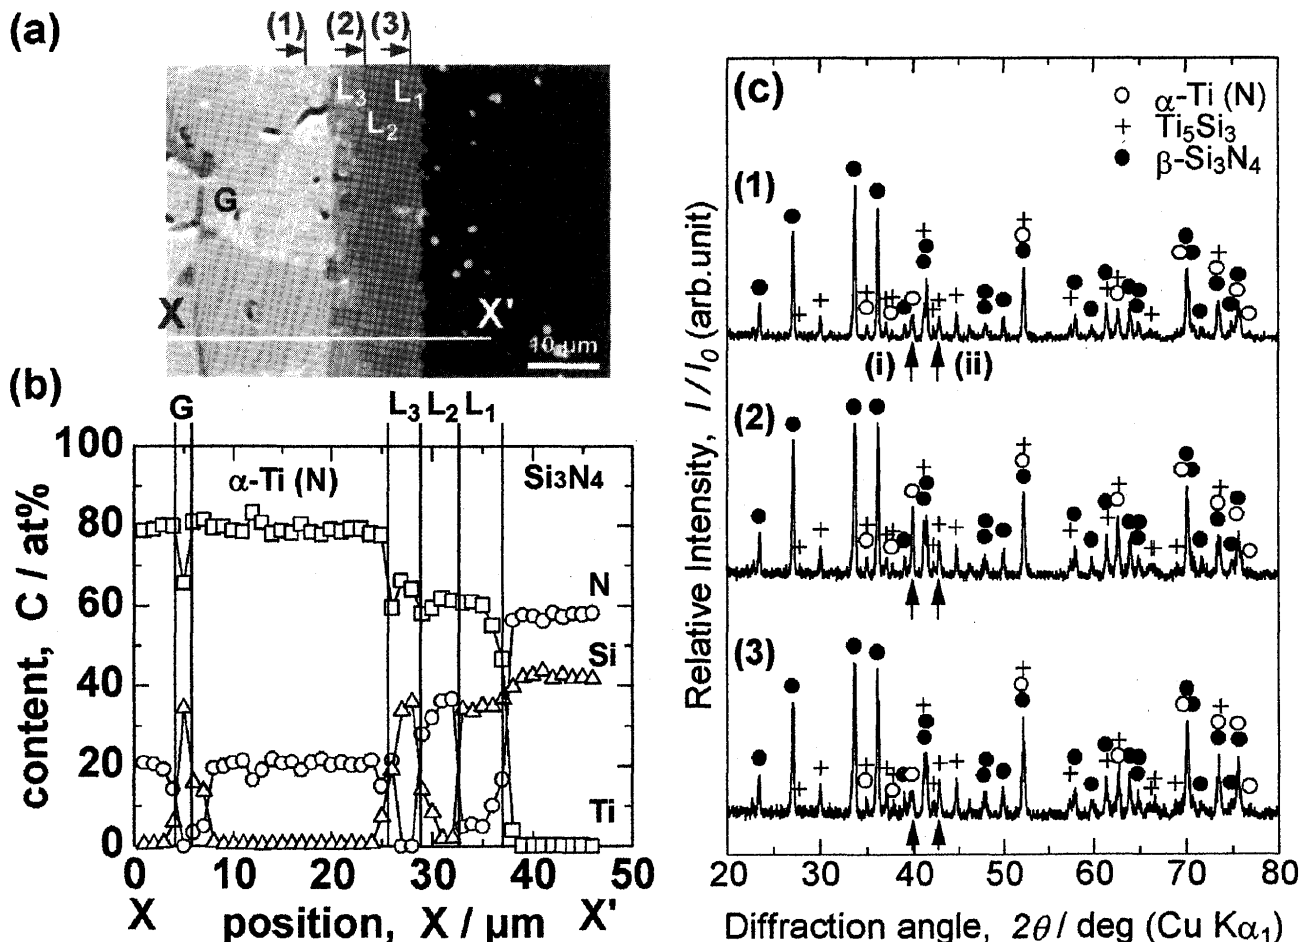 (a)
(1) (2) (3)
L3 L1
L2
G
X X'
10 µm
(b)
G L3 L2 L1
100
80
60
40
20
0
content, C / at%
α-Ti (N) Si3N4
N
Si
Ti
0 10 20 30 40 50
X position, X / µm X'
(c)
○ α-Ti (N)
+ Ti5Si3
● β-Si3N4
(1)
(i) (ii)
(2)
(3)
Relative Intensity, I / I0 (arb.unit)
20 30 40 50 60 70 80
Diffraction angle, 2θ / deg (Cu Kα1)